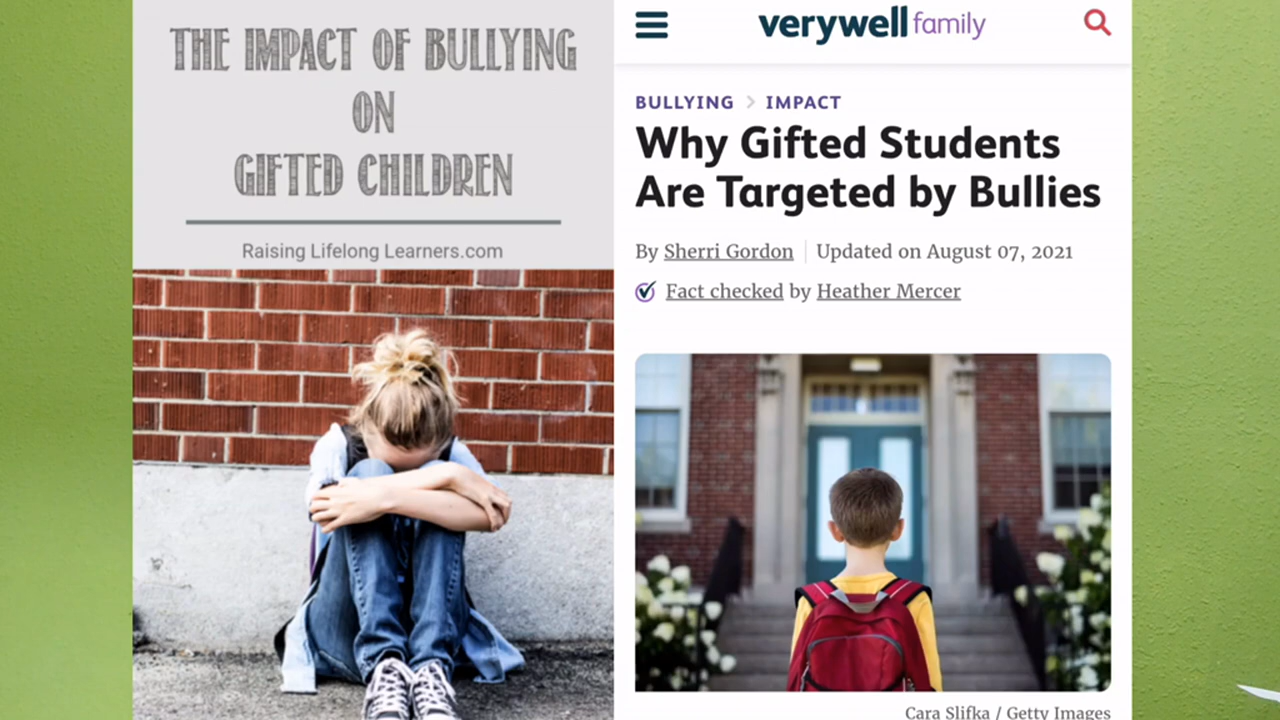 THE IMPACT OF BULLYING
ON
GIFTED CHILDREN
Raising Lifelong Learners.com
verywell family
BULLYING > IMPACT
Why Gifted Students
Are Targeted by Bullies
By Sherri Gordon | Updated on August 07, 2021
Fact checked by Heather Mercer
Cara Slifka / Getty Images